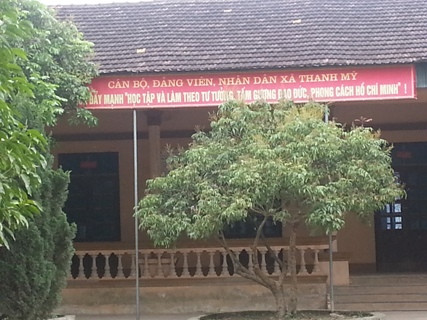 CÁN BỘ, ĐẢNG VIÊN, NHÂN DÂN XÃ THANH MỸ
ĐẨY MẠNH "HỌC TẬP VÀ LÀM THEO TƯ TƯỞNG, TẤM GƯƠNG ĐẠO ĐỨC, PHONG CÁCH HỒ CHÍ MINH" !